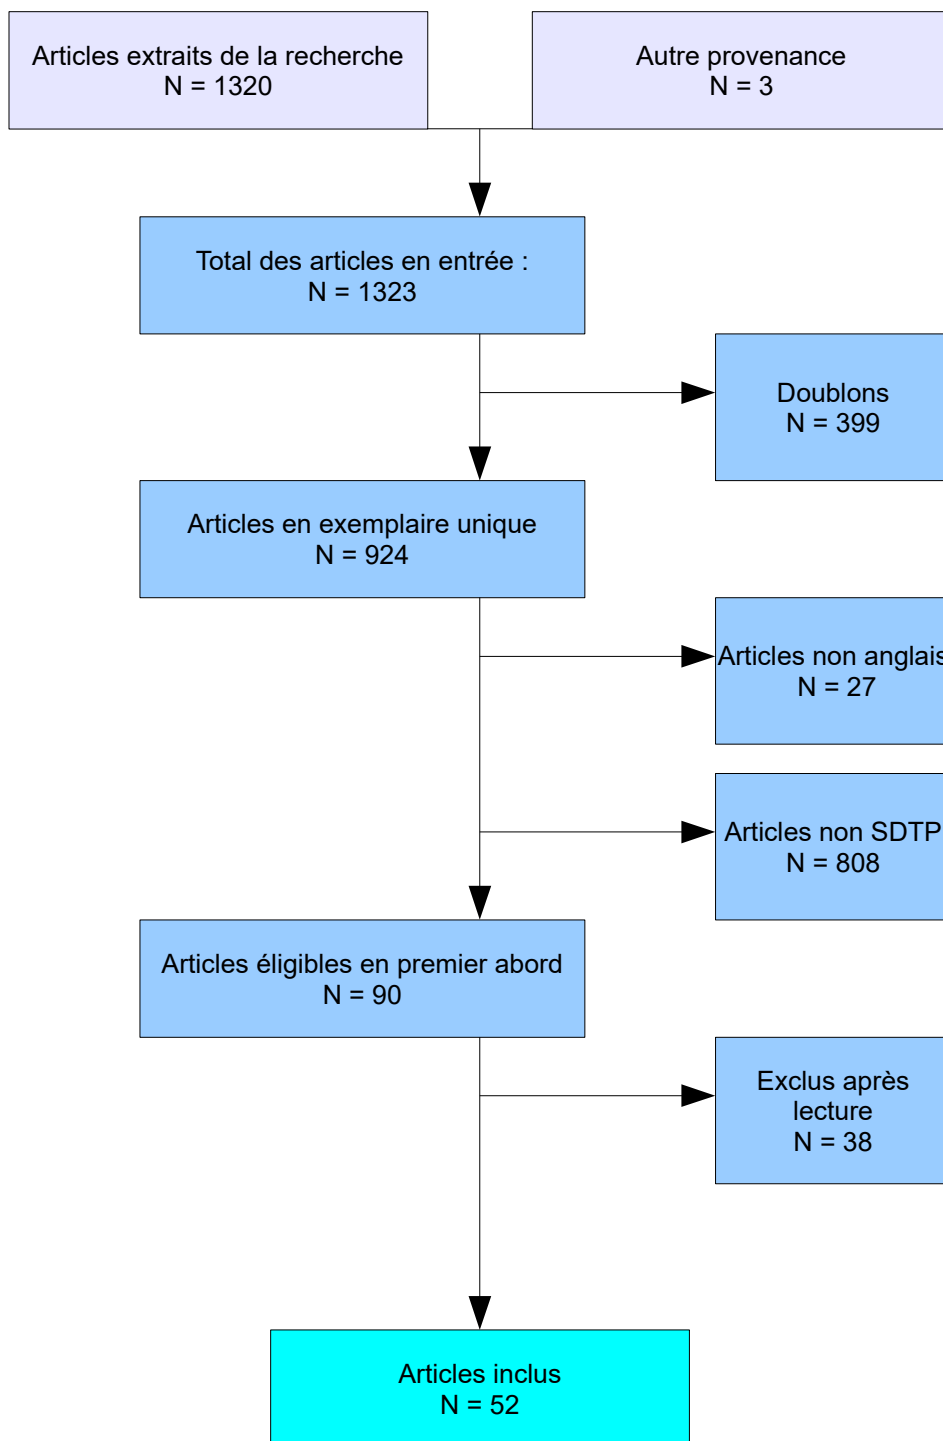 Articles extraits de la recherche
N = 1320
Autre provenance
N = 3
Total des articles en entrée :
N = 1323
Doublons
N = 399
Articles en exemplaire unique
N = 924
Articles non anglais
N = 27
Articles non SDTP
N = 808
Articles éligibles en premier abord
N = 90
Exclus après
lecture
N = 38
Articles inclus
N = 52